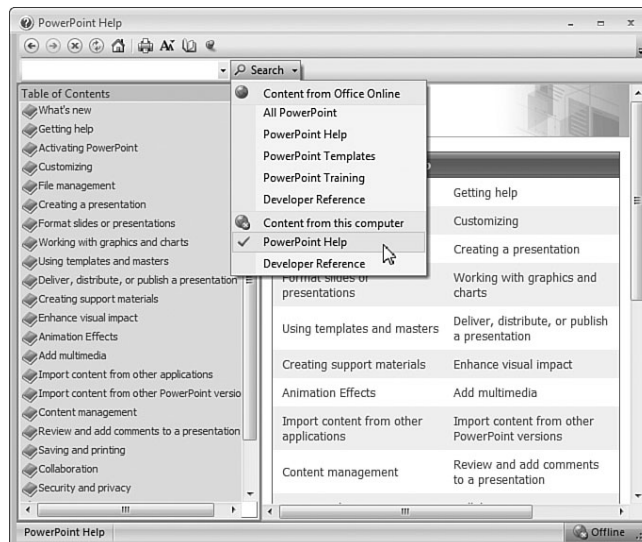 PowerPoint Help
Search
Table of Contents
What's new
Getting help
Activating PowerPoint
Customizing
File management
Creating a presentation
Format slides or presentations
Working with graphics and charts
Using templates and masters
Deliver, distribute, or publish a presentation
Creating support materials
Enhance visual impact
Animation Effects
Add multimedia
Import content from other applications
Import content from other PowerPoint versio
Content management
Review and add comments to a presentation
Saving and printing
Collaboration
Security and privacy
Content from Office Online
All PowerPoint
PowerPoint Help
PowerPoint Templates
PowerPoint Training
Developer Reference
Content from this computer
PowerPoint Help
Developer Reference
Getting help
Customizing
Creating a presentation
Format slides or
presentations
Working with graphics and
charts
Using templates and masters
Deliver, distribute, or publish
a presentation
Creating support materials
Enhance visual impact
Animation Effects
Add multimedia
Import content from other
applications
Import content from other
PowerPoint versions
Content management
Review and add comments
to a presentation
PowerPoint Help
Offline